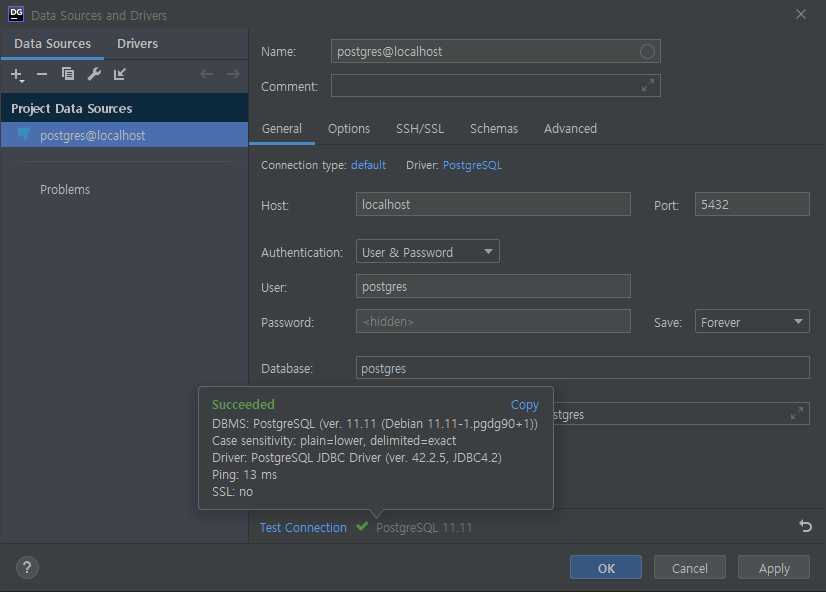 DG Data Sources and Drivers
Data Sources Drivers
Project Data Sources
postgres@localhost
Problems
Name: postgres@localhost
Comment:
General Options SSH/SSL Schemas Advanced
Connection type: default Driver: PostgreSQL
Host: localhost Port: 5432
Authentication: User & Password
User: postgres
Password: <hidden> Save: Forever
Database: postgres
stgres
Succeeded Copy
DBMS: PostgreSQL (ver. 11.11 (Debian 11.11-1.pgdg90+1))
Case sensitivity: plain=lower, delimited=exact
Driver: PostgreSQL JDBC Driver (ver. 42.2.5, JDBC4.2)
Ping: 13 ms
SSL: no
Test Connection PostgreSQL 11.11
? OK Cancel Apply